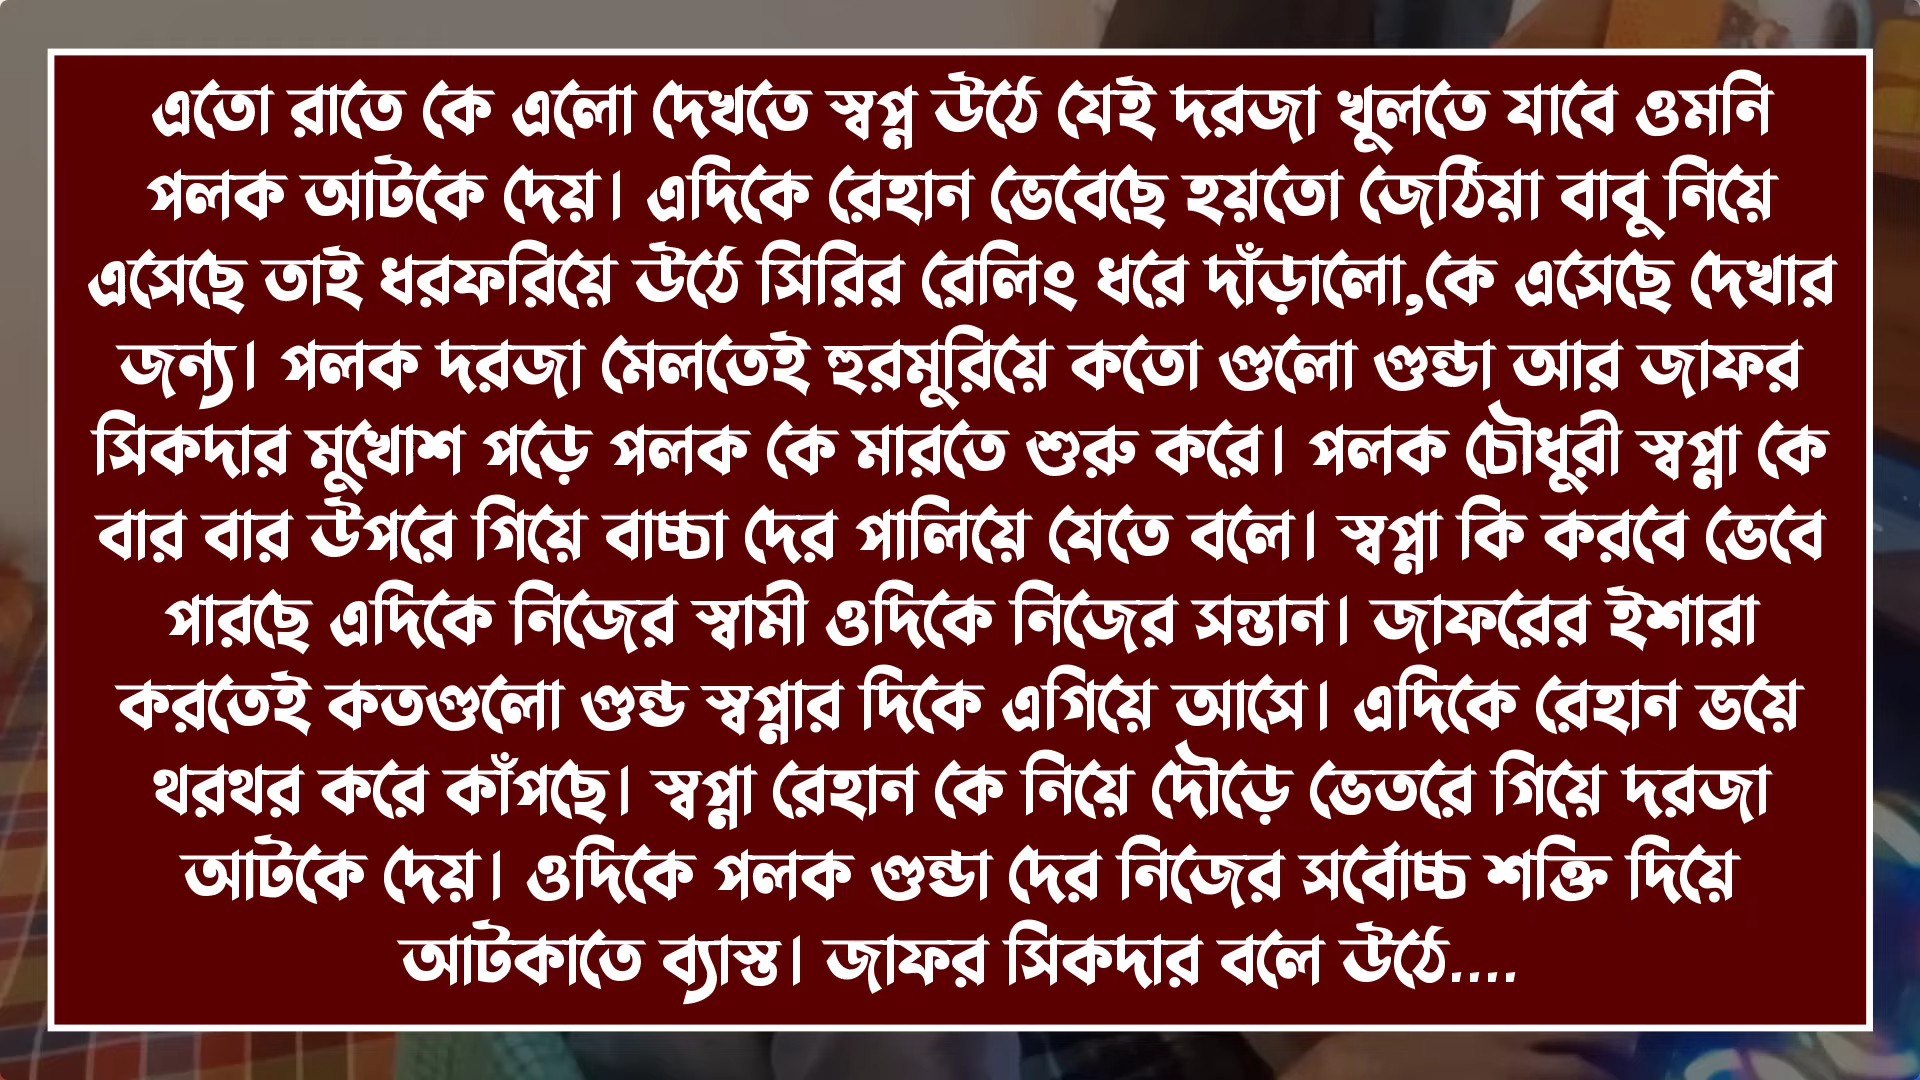 এতো রাতে কে এলো দেখতে স্বপ্ন উঠে যেই দরজা খুলতে যাবে ওমনি
পলক আটকে দেয়। এদিকে রেহান ভেবেছে হয়তো জেঠিয়া বাবু নিয়ে
এসেছে তাই ধরফরিয়ে উঠে সিরির রেলিং ধরে দাঁড়ালো,কে এসেছে দেখার
জন্য। পলক দরজা মেলতেই হুরমুরিয়ে কতো গুলো গুন্ডা আর জাফর
সিকদার মুখোশ পড়ে পলক কে মারতে শুরু করে। পলক চৌধুরী স্বপ্না কে
বার বার উপরে গিয়ে বাচ্চা দের পালিয়ে যেতে বলে। স্বপ্না কি করবে ভেবে
পারছে এদিকে নিজের স্বামী ওদিকে নিজের সন্তান। জাফরের ইশারা
করতেই কতগুলো গুন্ড স্বপ্নার দিকে এগিয়ে আসে। এদিকে রেহান ভয়ে
থরথর করে কাঁপছে। স্বপ্না রেহান কে নিয়ে দৌড়ে ভেতরে গিয়ে দরজা
আটকে দেয়। ওদিকে পলক গুন্ডা দের নিজের সর্বোচ্চ শক্তি দিয়ে
আটকাতে ব্যাস্ত। জাফর সিকদার বলে উঠে....